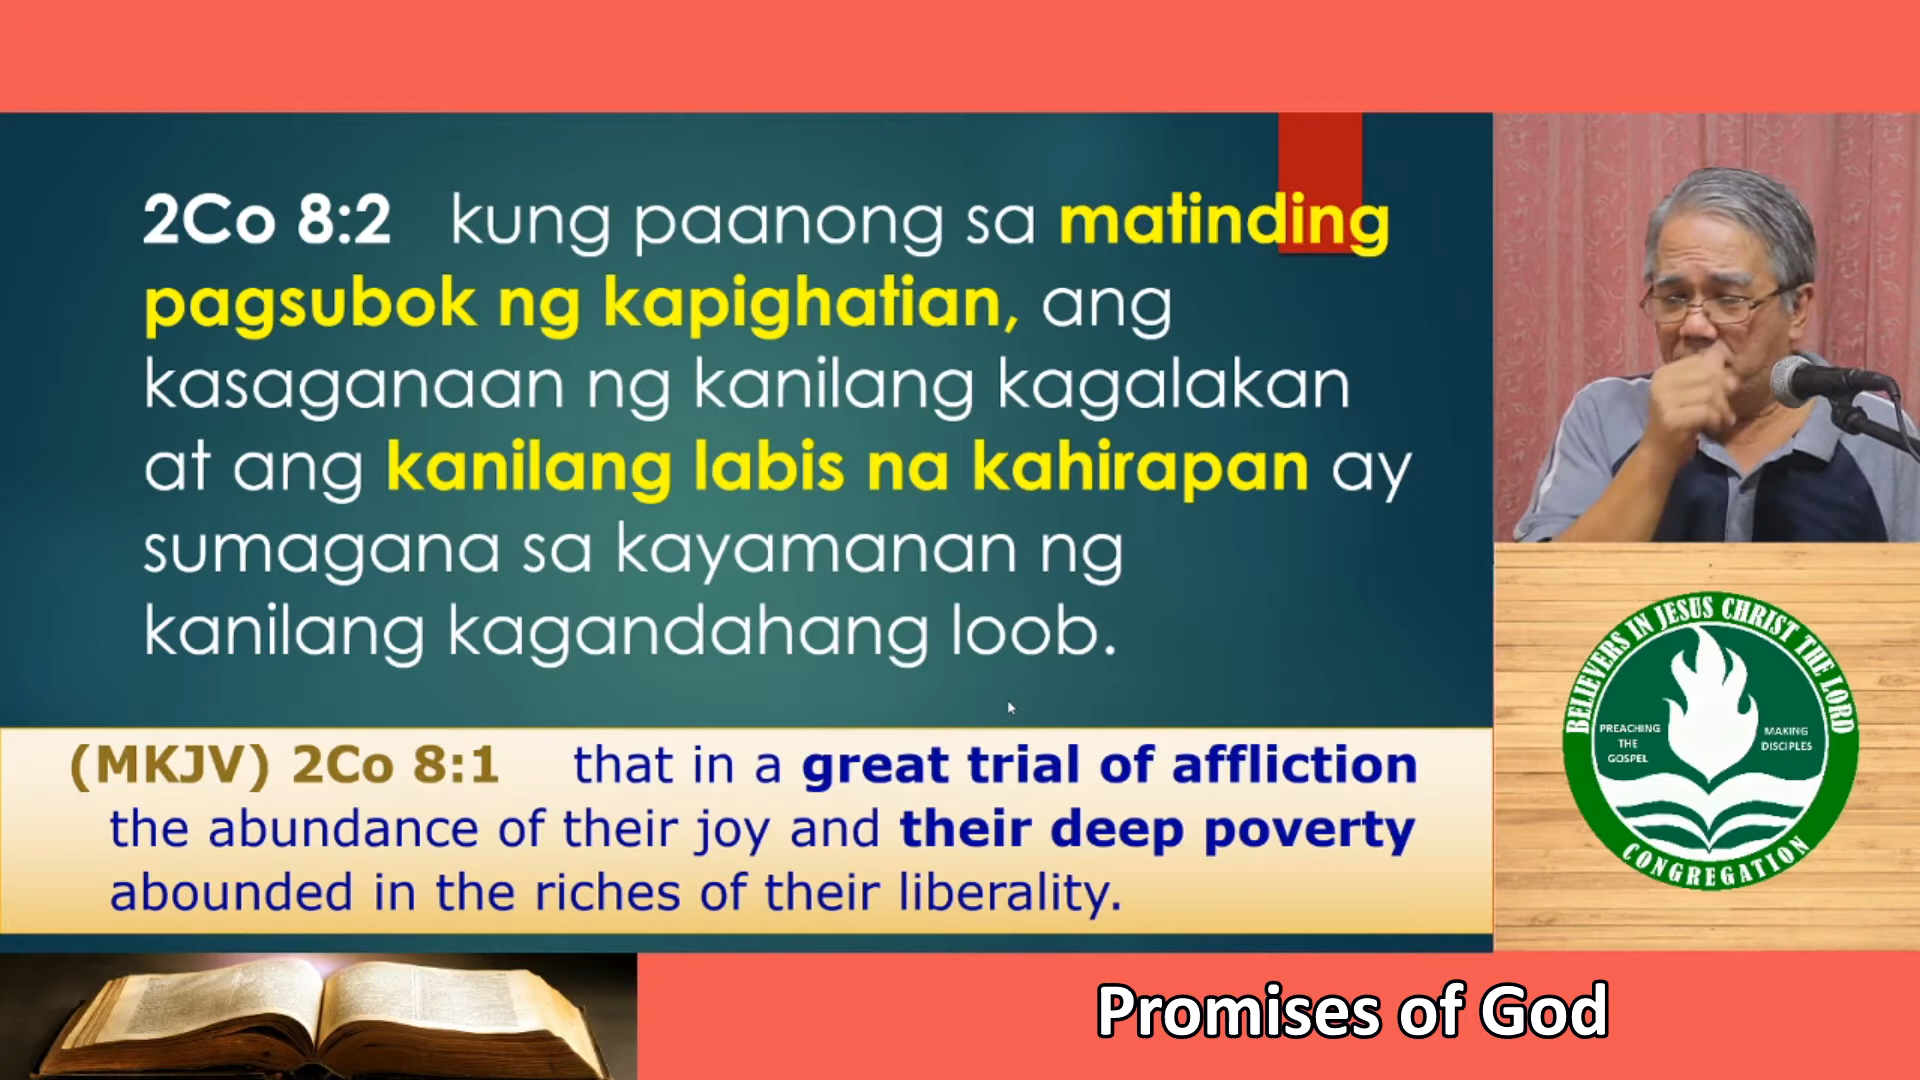 2Co 8:2 kung paanong sa matinding
pagsubok ng kapighatian, ang
kasaganaan ng kanilang kagalakan
at ang kanilang labis na kahirapan ay
sumagana sa kayamanan ng
kanilang kagandahang loob.
(MKJV) 2Co 8:1 that in a great trial of affliction
the abundance of their joy and their deep poverty
abounded in the riches of their liberality.
BELIEVERS IN JESUS CHRIST THE LORD
PREACHING
THE
GOSPEL
MAKING
DISCIPLES
CONGREGATION
Promises of God